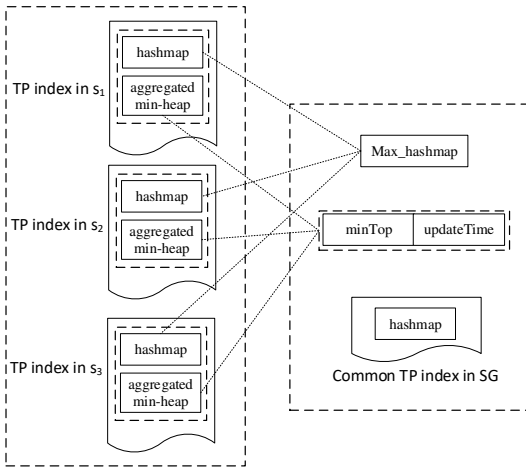 hashmap
TP index in s1
aggregated
min-heap
hashmap
TP index in s2
aggregated
min-heap
hashmap
TP index in s3
aggregated
min-heap
Max_hashmap
minTop updateTime
hashmap
Common TP index in SG